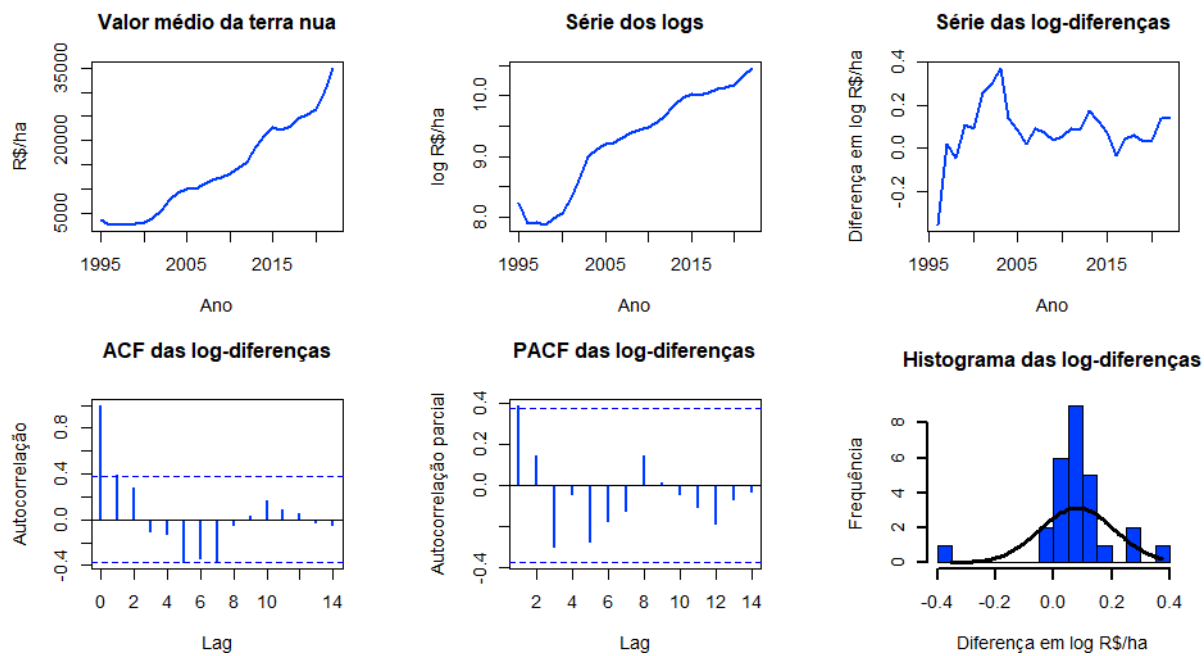 Valor médio da terra nua
R$/ha
5000 20000 35000
1995 2005 2015
Ano
Série dos logs
log R$/ha
8.0 9.0 10.0
1995 2005 2015
Ano
Série das log-diferenças
Diferença em log R$/ha
-0.2 0.0 0.2 0.4
1995 2005 2015
Ano
ACF das log-diferenças
Autocorrelação
-0.4 0.0 0.4 0.8
0 2 4 6 8 10 14
Lag
PACF das log-diferenças
Autocorrelação parcial
-0.4 0.0 0.2 0.4
2 4 6 8 10 12 14
Lag
Histograma das log-diferenças
Frequência
0 2 4 6 8
-0.4 -0.2 0.0 0.2 0.4
Diferença em log R$/ha